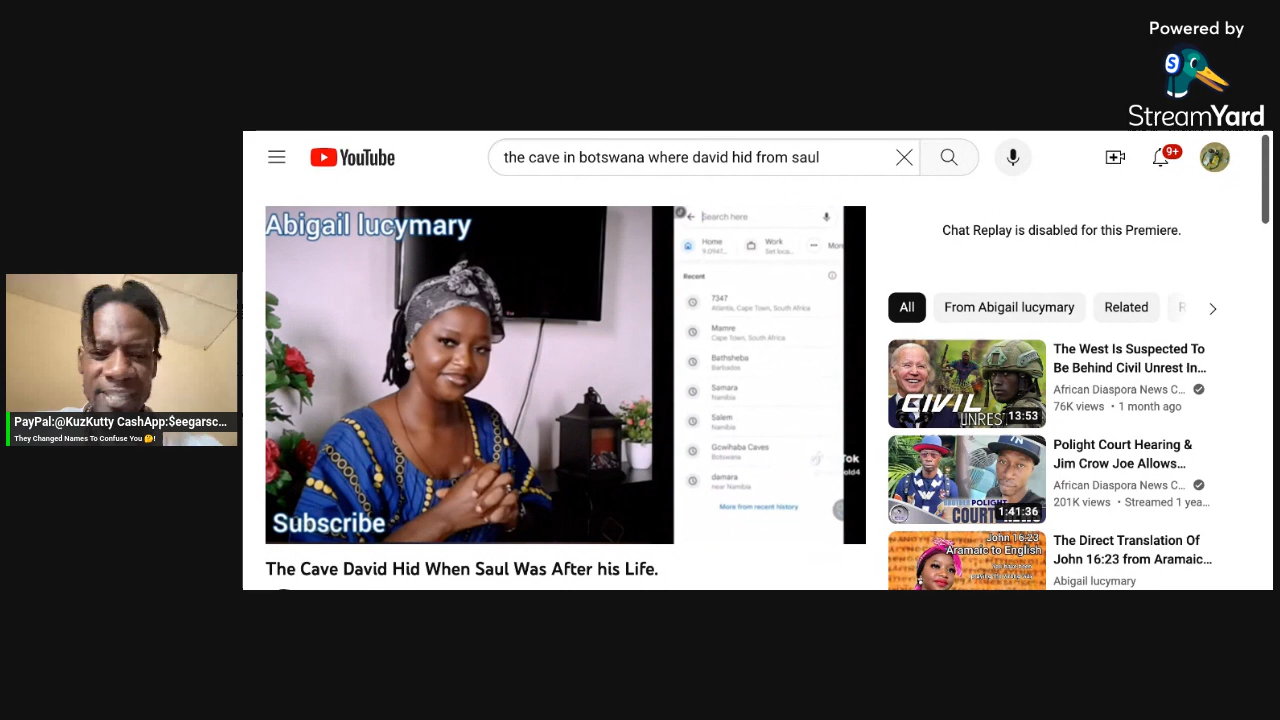 Powered by
StreamYard
YouTube
the cave in botswana where david hid from saul
9+
Abigail lucymary
Subscribe
Search here
Home
Work
More
Recent
7347
Atlantis, Cape Town, South Africa
Mamre
Cape Town, South Africa
Bathsheba
Barbados
Samara
Namibia
Salem
Namibia
Gcwihaba Caves
Botswana
damara
near Namibia
More from recent history
The Cave David Hid When Saul Was After his Life.
Chat Replay is disabled for this Premiere.
All
From Abigail lucymary
Related
CIVIL
UNREST
13:53
The West Is Suspected To
Be Behind Civil Unrest In...
African Diaspora News C...
76K views • 1 month ago
POLIGHT
COURT
1:41:36
Polight Court Hearing &
Jim Crow Joe Allows...
African Diaspora News C...
201K views • Streamed 1 yea...
John 16:23
Aramaic to English
The Direct Translation Of
John 16:23 from Aramaic...
Abigail lucymary
PayPal:@KuzKutty CashApp:$eegarsc...
They Changed Names To Confuse You 🤔!